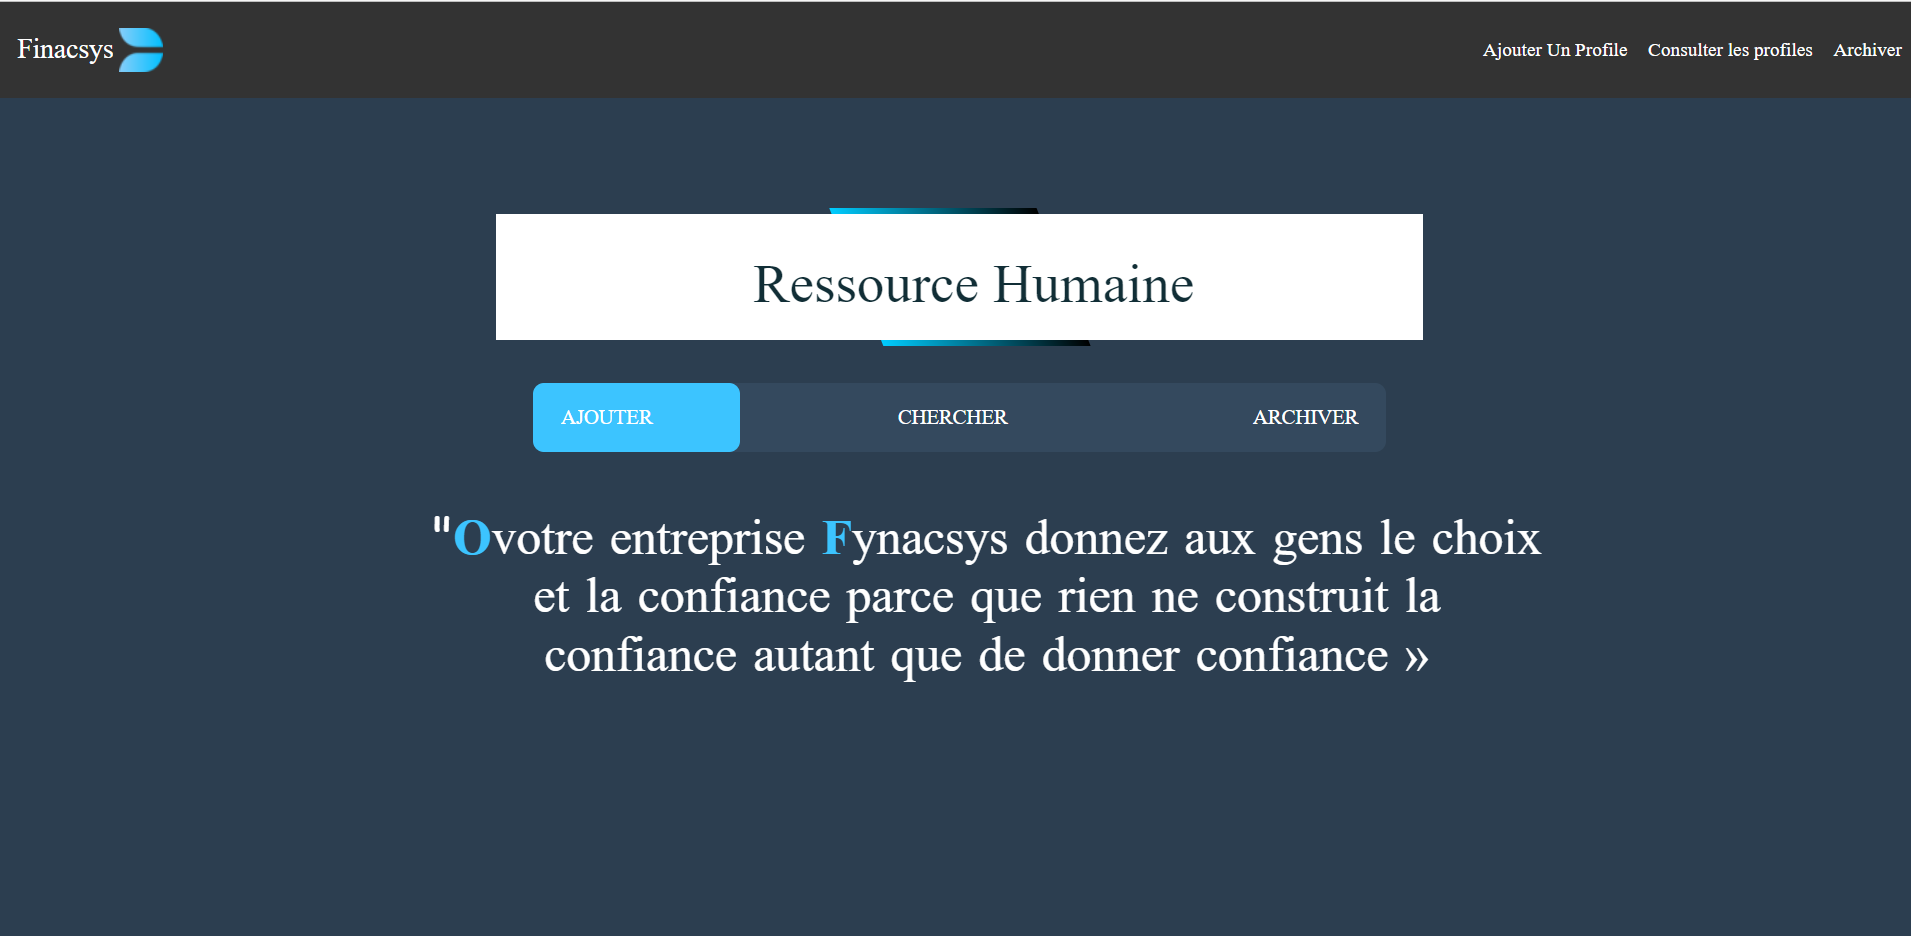 Finacsys
Ajouter Un Profile Consulter les profiles Archiver
Ressource Humaine
AJOUTER CHERCHER ARCHIVER
"Ovotre entreprise Fynacsys donnez aux gens le choix
et la confiance parce que rien ne construit la
confiance autant que de donner confiance »